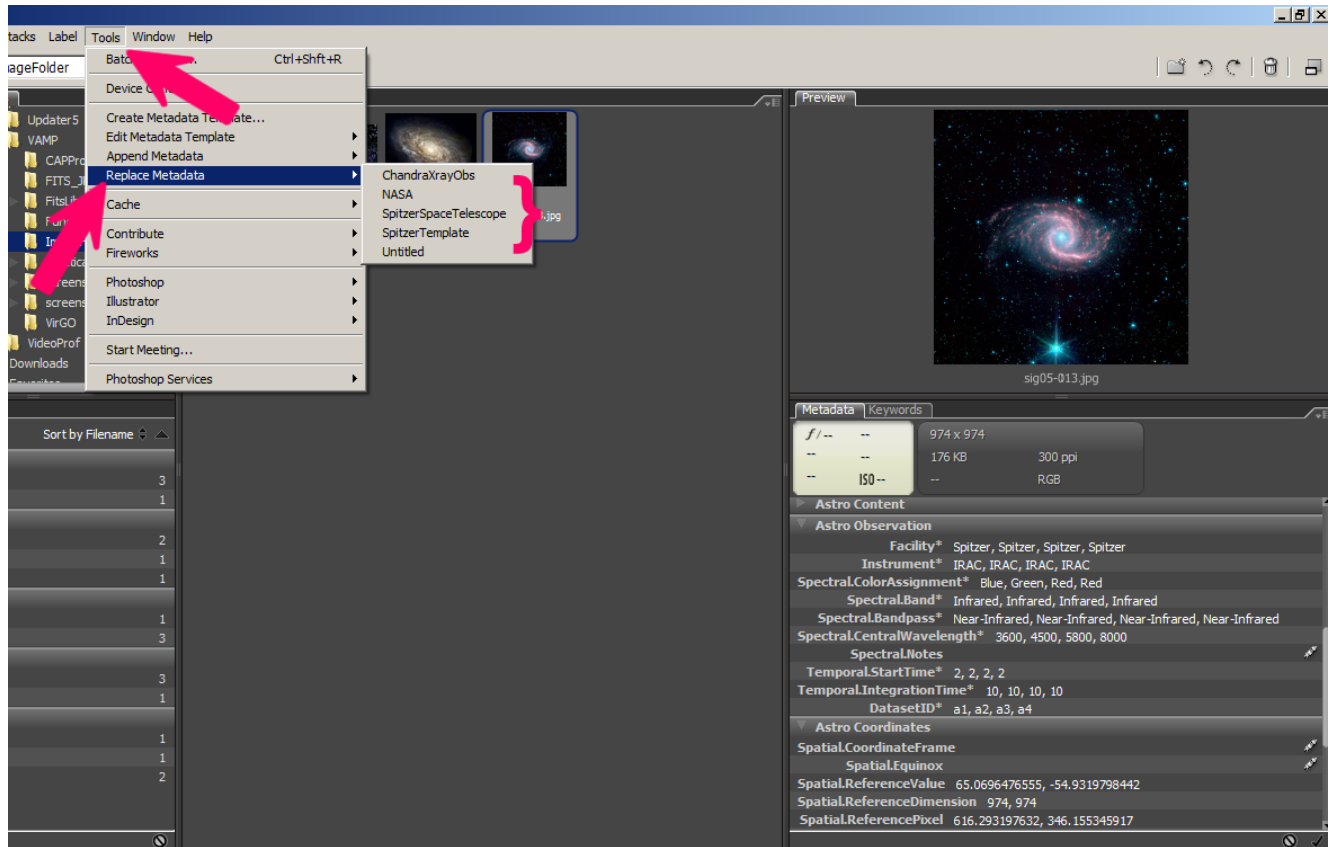 tacks Label Tools Window Help
ageFolder
Ctrl+Shft+R
Device
Create Metadata
Edit Metadata Template
Append Metadata
Replace Metadata
Cache
Contribute
Fireworks
Photoshop
Illustrator
InDesign
Start Meeting...
Photoshop Services
ChandraXrayObs
NASA
SpitzerSpaceTelescope
SpitzerTemplate
Untitled
.jpg
Updater5
VAMP
CAPPro
FITS_
VirGO
VideoProf
Downloads
Sort by Filename
3
1
2
1
1
1
3
3
1
1
1
2
Preview
sig05-013.jpg
Metadata Keywords
f/-- --
-- --
-- ISO --
974 x 974
176 KB 300 ppi
-- RGB
Astro Content
Astro Observation
Facility* Spitzer, Spitzer, Spitzer, Spitzer
Instrument* IRAC, IRAC, IRAC, IRAC
Spectral.ColorAssignment* Blue, Green, Red, Red
Spectral.Band* Infrared, Infrared, Infrared, Infrared
Spectral.Bandpass* Near-Infrared, Near-Infrared, Near-Infrared, Near-Infrared
Spectral.CentralWavelength* 3600, 4500, 5800, 8000
Spectral.Notes
Temporal.StartTime* 2, 2, 2, 2
Temporal.IntegrationTime* 10, 10, 10, 10
DatasetID* a1, a2, a3, a4
Astro Coordinates
Spatial.CoordinateFrame
Spatial.Equinox
Spatial.ReferenceValue 65.0696476555, -54.9319798442
Spatial.ReferenceDimension 974, 974
Spatial.ReferencePixel 616.293197632, 346.155345917